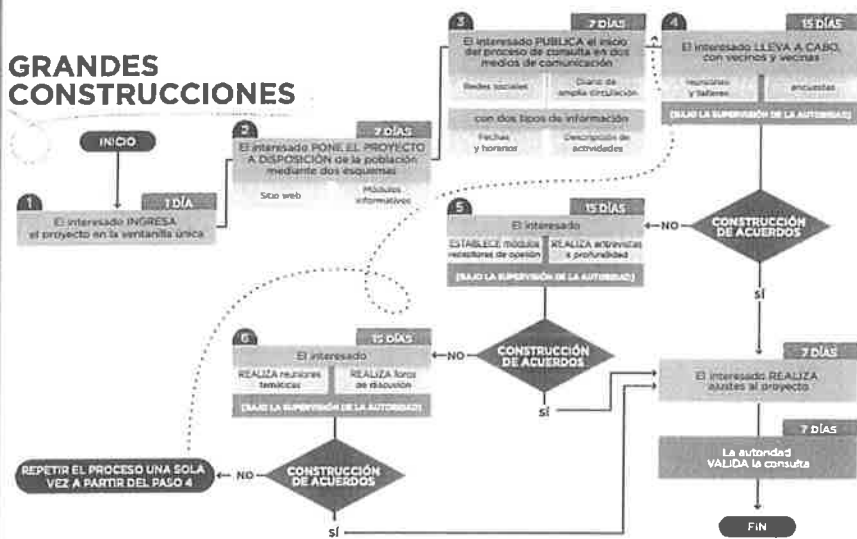 GRANDES
CONSTRUCCIONES
INICIO
1
1 DÍA
El interesado INGRESA
el proyecto en la ventanilla única
2
7 DÍAS
El interesado PONE EL PROYECTO
A DISPOSICIÓN de la población
mediante dos esquemas
Sitio web
Módulos
informativos
3
7 DÍAS
El interesado PUBLICA el inicio
del proceso de consulta en dos
medios de comunicación
Redes sociales
Diario de
amplia circulación
con dos tipos de información
Fechas
y horarios
Descripción de
actividades
4
15 DÍAS
El interesado LLEVA A CABO,
con vecinos y vecinas
reuniones
y talleres
encuestas
(BAJO LA SUPERVISIÓN DE LA AUTORIDAD)
CONSTRUCCIÓN
DE ACUERDOS
NO
SÍ
5
15 DÍAS
El interesado
ESTABLECE módulos
receptores de opinión
REALIZA entrevistas
a profundidad
(BAJO LA SUPERVISIÓN DE LA AUTORIDAD)
CONSTRUCCIÓN
DE ACUERDOS
NO
SÍ
6
15 DÍAS
El interesado
REALIZA reuniones
temáticas
REALIZA foros
de discusión
(BAJO LA SUPERVISIÓN DE LA AUTORIDAD)
CONSTRUCCIÓN
DE ACUERDOS
NO
SÍ
REPETIR EL PROCESO UNA SOLA
VEZ A PARTIR DEL PASO 4
7 DÍAS
El interesado REALIZA
ajustes al proyecto
7 DÍAS
La autoridad
VALIDA la consulta
FIN